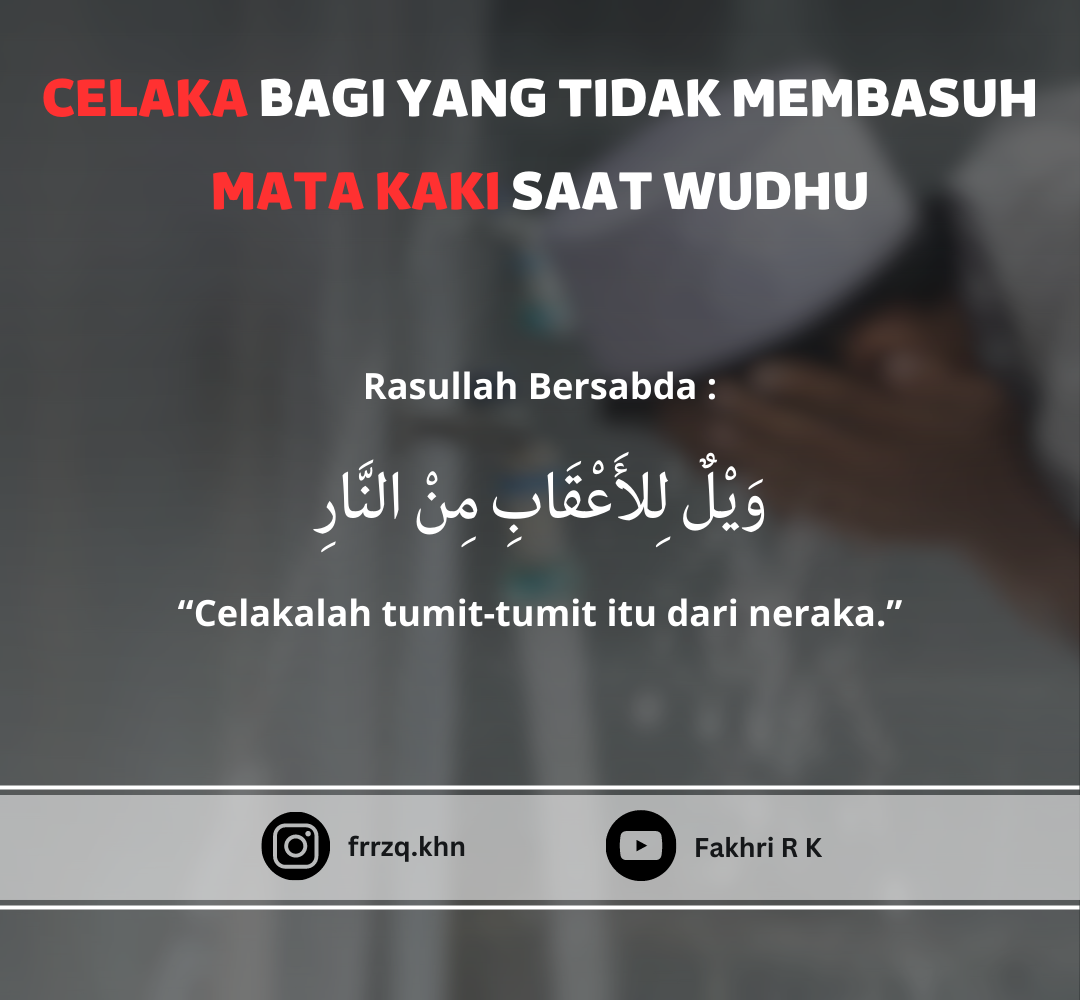 CELAKA BAGI YANG TIDAK MEMBASUH
MATA KAKI SAAT WUDHU
Rasullah Bersabda :
وَيْلٌ لِلأَعْقَابِ مِنْ النَّارِ
“Celakalah tumit-tumit itu dari neraka.”
frrzq.khn
Fakhri R K